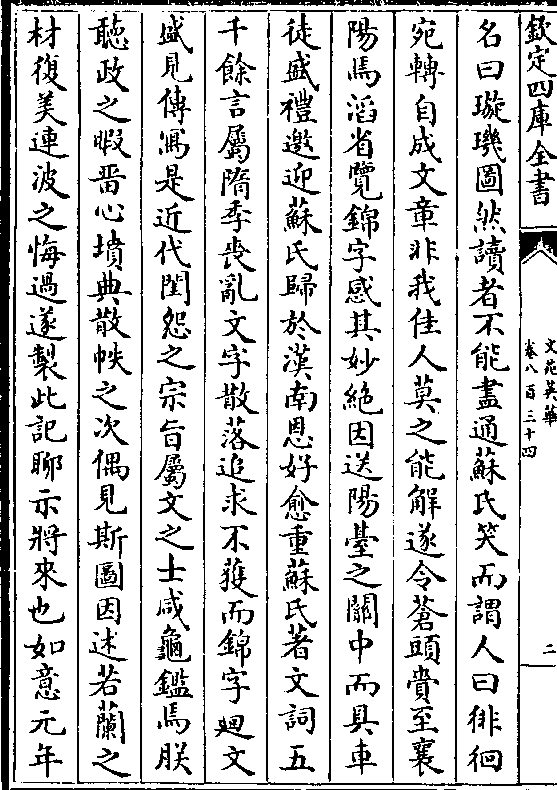 欽定四庫全書
文苑英華
卷八百三十四
二
名曰璇璣圖然讀者不能盡通蘇氏笑而謂人曰徘徊
宛轉自成文章非我佳人莫之能解遂令蒼頭賫至襄
陽焉滔省覽錦字感其妙絶因送陽臺之關中而具車
徒盛禮邀迎蘇氏歸於漢南恩好愈重蘇氏著文詞五
千餘言屬隋季喪亂文字散落追求不獲而錦字廻文
盛見傳寫是近代閨怨之宗旨屬文之士咸龜鑑焉朕
聽政之暇畱心墳典散帙之次偶見斯圖因述若蘭之
材復美連波之悔過遂製此記聊示將來也如意元年